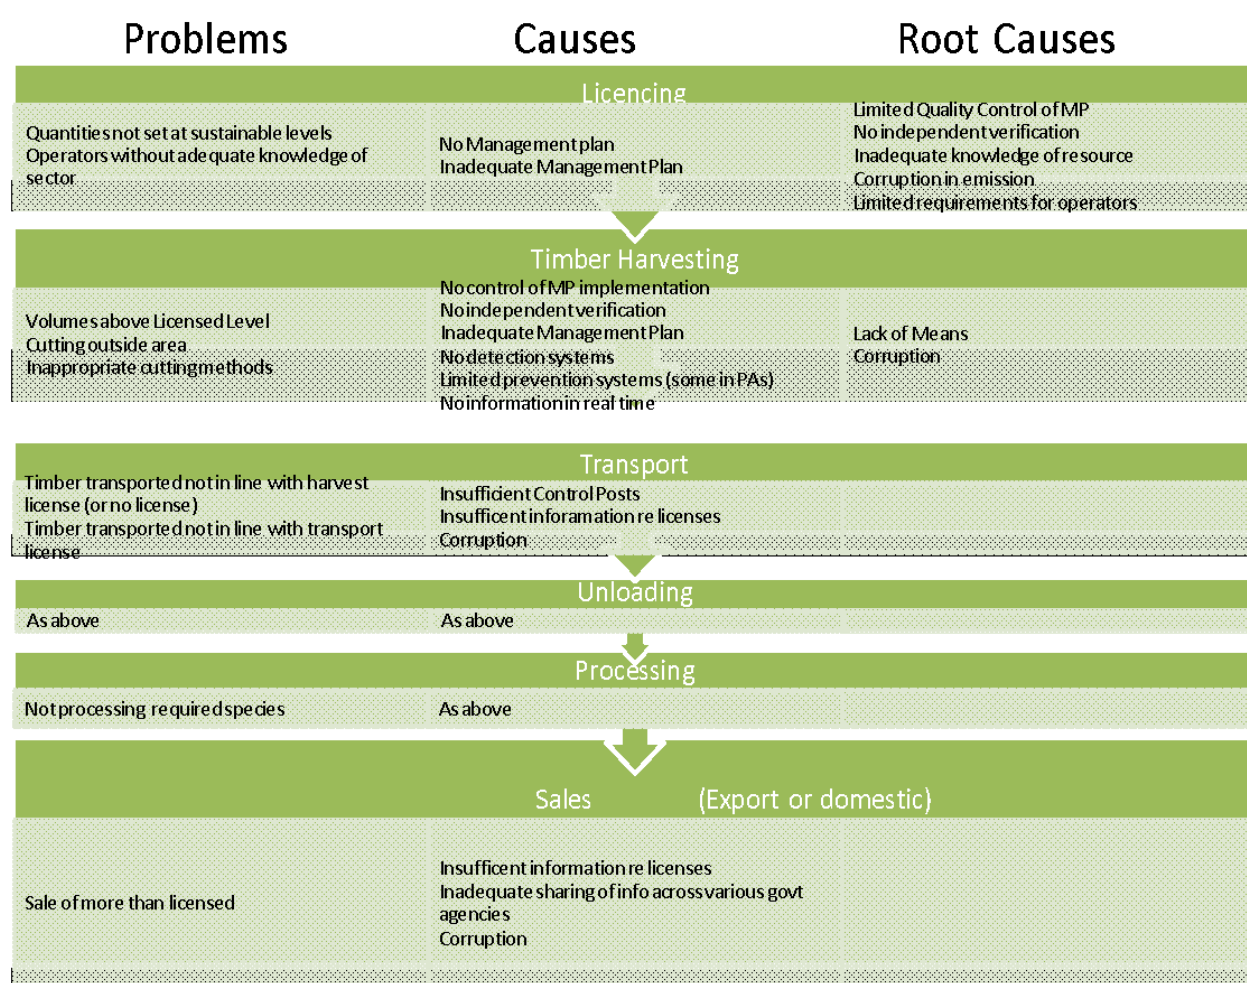 Problems
Causes
Root Causes
Licencing
Quantities not set at sustainable levels
Operators without adequate knowledge of
sector
No Management plan
Inadequate Management Plan
Limited Quality Control of MP
No independent verification
Inadequate knowledge of resource
Corruption in emission
Limited requirements for operators
Timber Harvesting
Volumes above Licensed Level
Cutting outside area
Inappropriate cutting methods
No control of MP implementation
No independent verification
Inadequate Management Plan
No detection systems
Limited prevention systems (some in PAs)
No information in real time
Lack of Means
Corruption
Transport
Timber transported not in line with harvest
license (or no license)
Timber transported not in line with transport
license
Insufficient Control Posts
Insufficent inforamation re licenses
Corruption
Unloading
As above
As above
Processing
Not processing required species
As above
Sales (Export or domestic)
Sale of more than licensed
Insufficent information re licenses
Inadequate sharing of info across various govt
agencies
Corruption